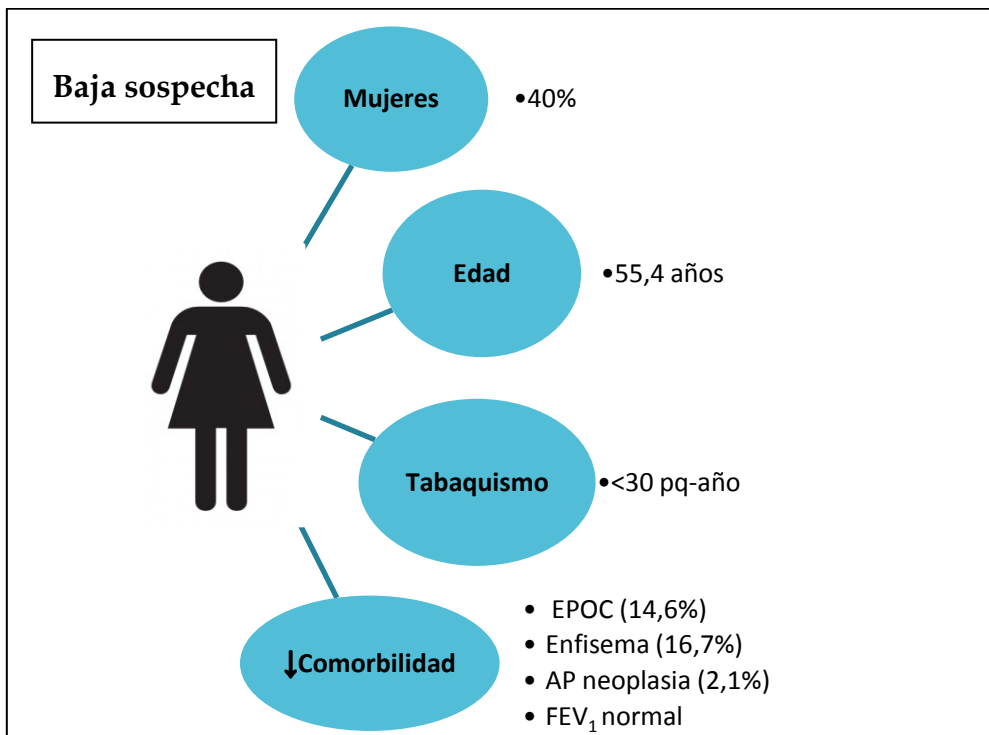 Baja sospecha
Mujeres
•40%
Edad
•55,4 años
Tabaquismo
•<30 pq-año
↓Comorbilidad
• EPOC (14,6%)
• Enfisema (16,7%)
• AP neoplasia (2,1%)
• FEV₁ normal